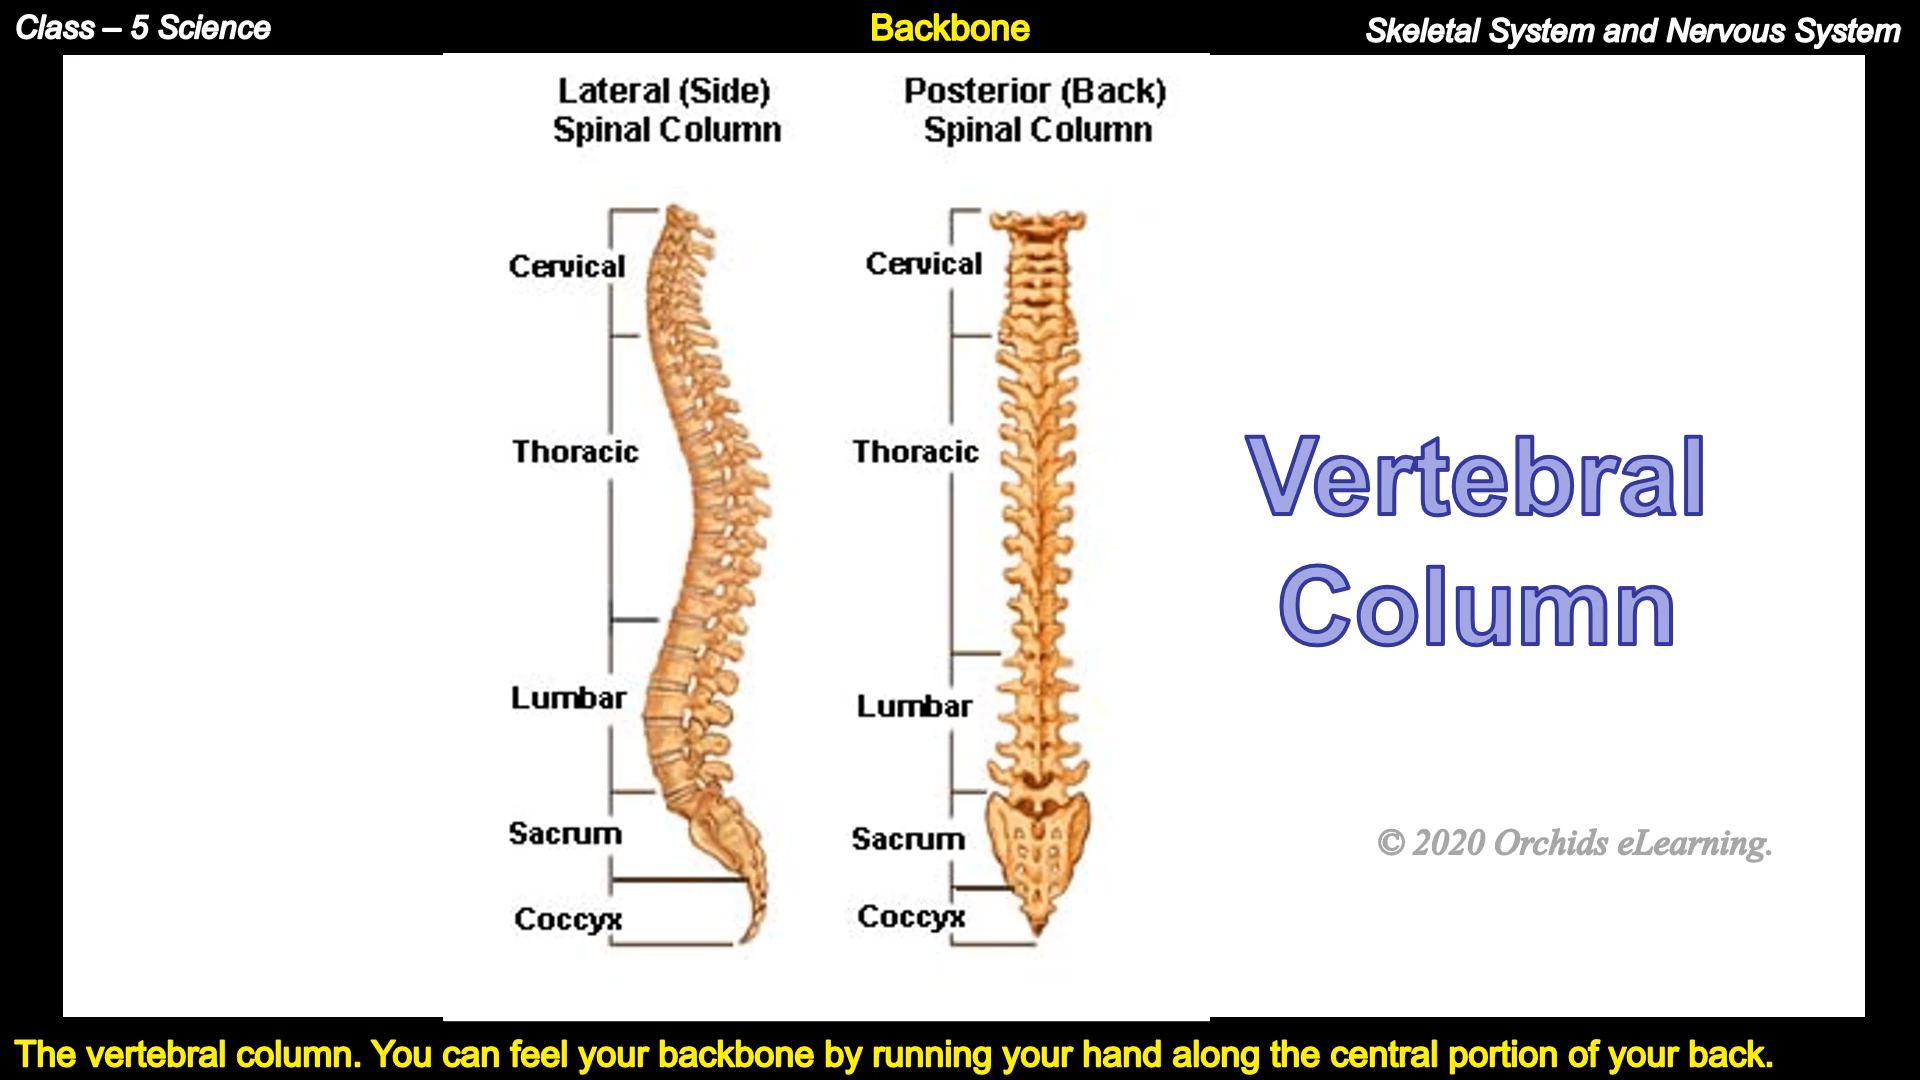 Class – 5 Science
Backbone
Skeletal System and Nervous System
Lateral (Side)
Spinal Column
Posterior (Back)
Spinal Column
Cervical
Thoracic
Lumbar
Sacrum
Coccyx
Cervical
Thoracic
Lumbar
Sacrum
Coccyx
Vertebral
Column
© 2020 Orchids eLearning.
The vertebral column. You can feel your backbone by running your hand along the central portion of your back.